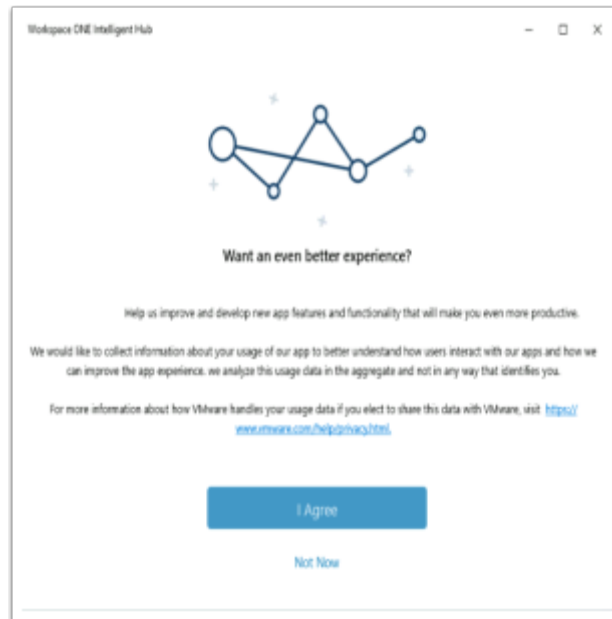 Workspace ONE Intelligent Hub
Want an even better experience?
Help us improve and develop new app features and functionality that will make you even more productive.
We would like to collect information about your usage of our app to better understand how users interact with our apps and how we
can improve the app experience. we analyze this usage data in the aggregate and not in any way that identifies you.
For more information about how VMware handles your usage data if you elect to share this data with VMware, visit https://
www.vmware.com/help/privacy.html.
I Agree
Not Now